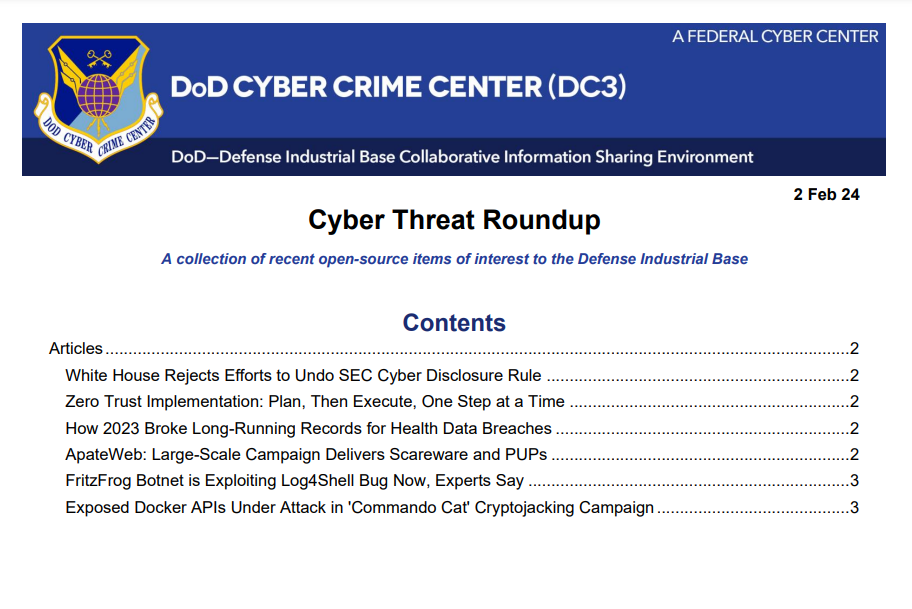 A FEDERAL CYBER CENTER
DoD CYBER CRIME CENTER (DC3)
DOD CYBER CRIME CENTER
DoD—Defense Industrial Base Collaborative Information Sharing Environment
2 Feb 24
Cyber Threat Roundup
A collection of recent open-source items of interest to the Defense Industrial Base
Contents
Articles ........................................................................................................................................................2
White House Rejects Efforts to Undo SEC Cyber Disclosure Rule ..................................................................2
Zero Trust Implementation: Plan, Then Execute, One Step at a Time .............................................................2
How 2023 Broke Long-Running Records for Health Data Breaches ................................................................2
ApateWeb: Large-Scale Campaign Delivers Scareware and PUPs .................................................................2
FritzFrog Botnet is Exploiting Log4Shell Bug Now, Experts Say ......................................................................3
Exposed Docker APIs Under Attack in 'Commando Cat' Cryptojacking Campaign ..........................................3